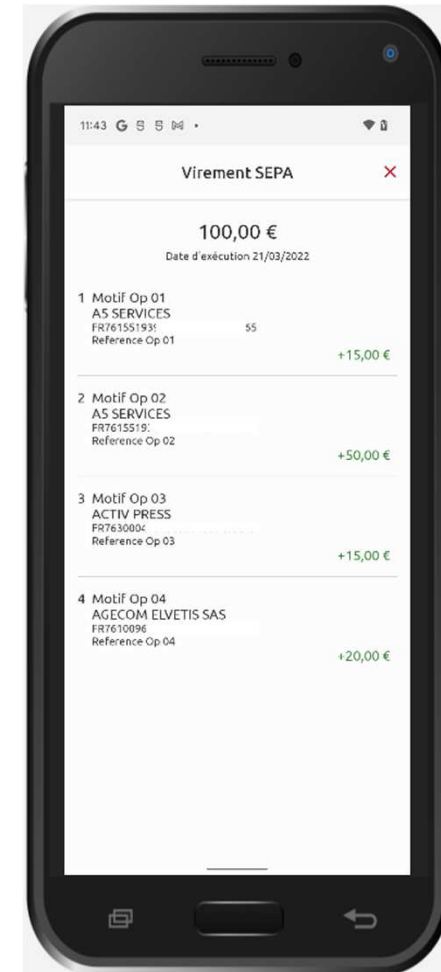 11:43
Virement SEPA
100,00 €
Date d'exécution 21/03/2022
1 Motif Op 01
A5 SERVICES
FR76155193 55
Reference Op 01
+15,00 €
2 Motif Op 02
A5 SERVICES
FR7615519
Reference Op 02
+50,00 €
3 Motif Op 03
ACTIV PRESS
FR763000
Reference Op 03
+15,00 €
4 Motif Op 04
AGECOM ELVETIS SAS
FR7610096
Reference Op 04
+20,00 €